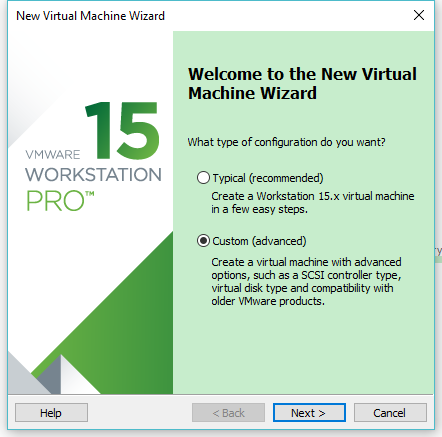 New Virtual Machine Wizard
Welcome to the New Virtual
Machine Wizard
15
VMWARE
WORKSTATION
PRO™
What type of configuration do you want?
Typical (recommended)
Create a Workstation 15.x virtual machine
in a few easy steps.
Custom (advanced)
Create a virtual machine with advanced
options, such as a SCSI controller type,
virtual disk type and compatibility with
older VMware products.
Help
< Back
Next >
Cancel